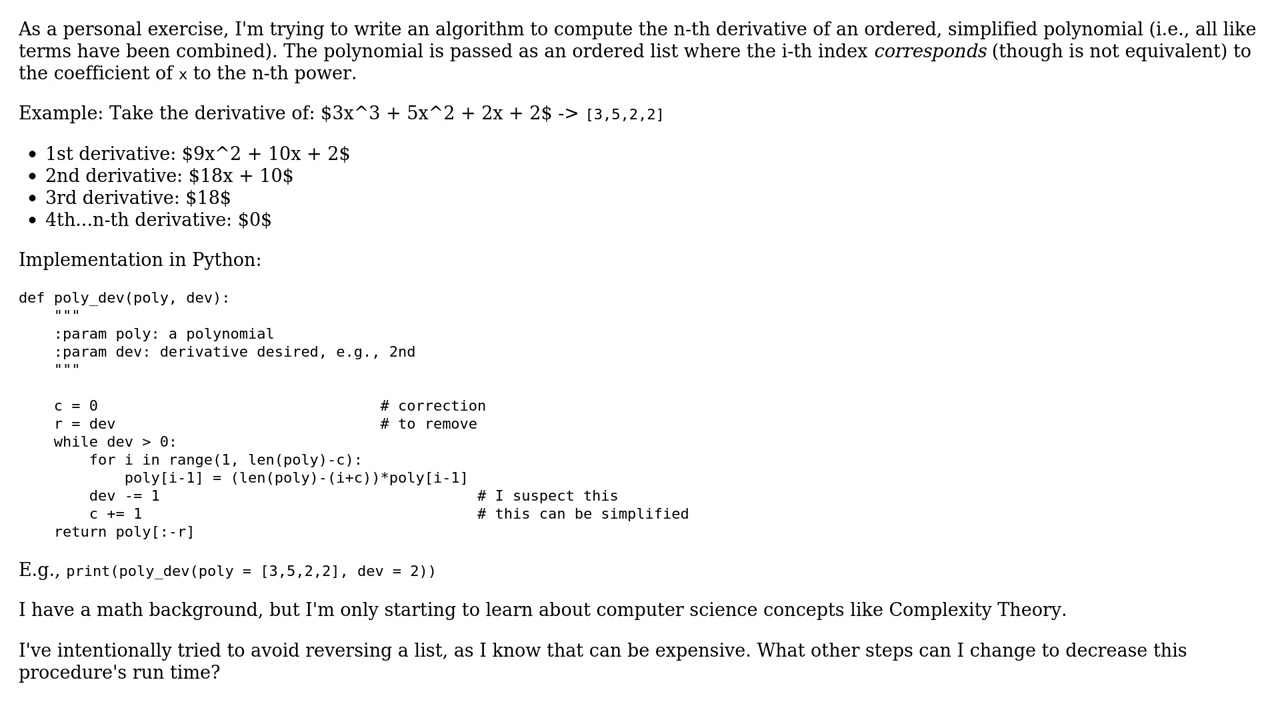 As a personal exercise, I'm trying to write an algorithm to compute the n-th derivative of an ordered, simplified polynomial (i.e., all like
terms have been combined). The polynomial is passed as an ordered list where the i-th index corresponds (though is not equivalent) to
the coefficient of x to the n-th power.
Example: Take the derivative of: $3x^3 + 5x^2 + 2x + 2$ -> [3,5,2,2]
• 1st derivative: $9x^2 + 10x + 2$
• 2nd derivative: $18x + 10$
• 3rd derivative: $18$
• 4th...n-th derivative: $0$
Implementation in Python:
def poly_dev(poly, dev):
    """
    :param poly: a polynomial
    :param dev: derivative desired, e.g., 2nd
    """
    c = 0                                # correction
    r = dev                              # to remove
    while dev > 0:
        for i in range(1, len(poly)-c):
            poly[i-1] = (len(poly)-(i+c))*poly[i-1]
        dev -= 1                                    # I suspect this
        c += 1                                      # this can be simplified
    return poly[:-r]
E.g., print(poly_dev(poly = [3,5,2,2], dev = 2))
I have a math background, but I'm only starting to learn about computer science concepts like Complexity Theory.
I've intentionally tried to avoid reversing a list, as I know that can be expensive. What other steps can I change to decrease this
procedure's run time?